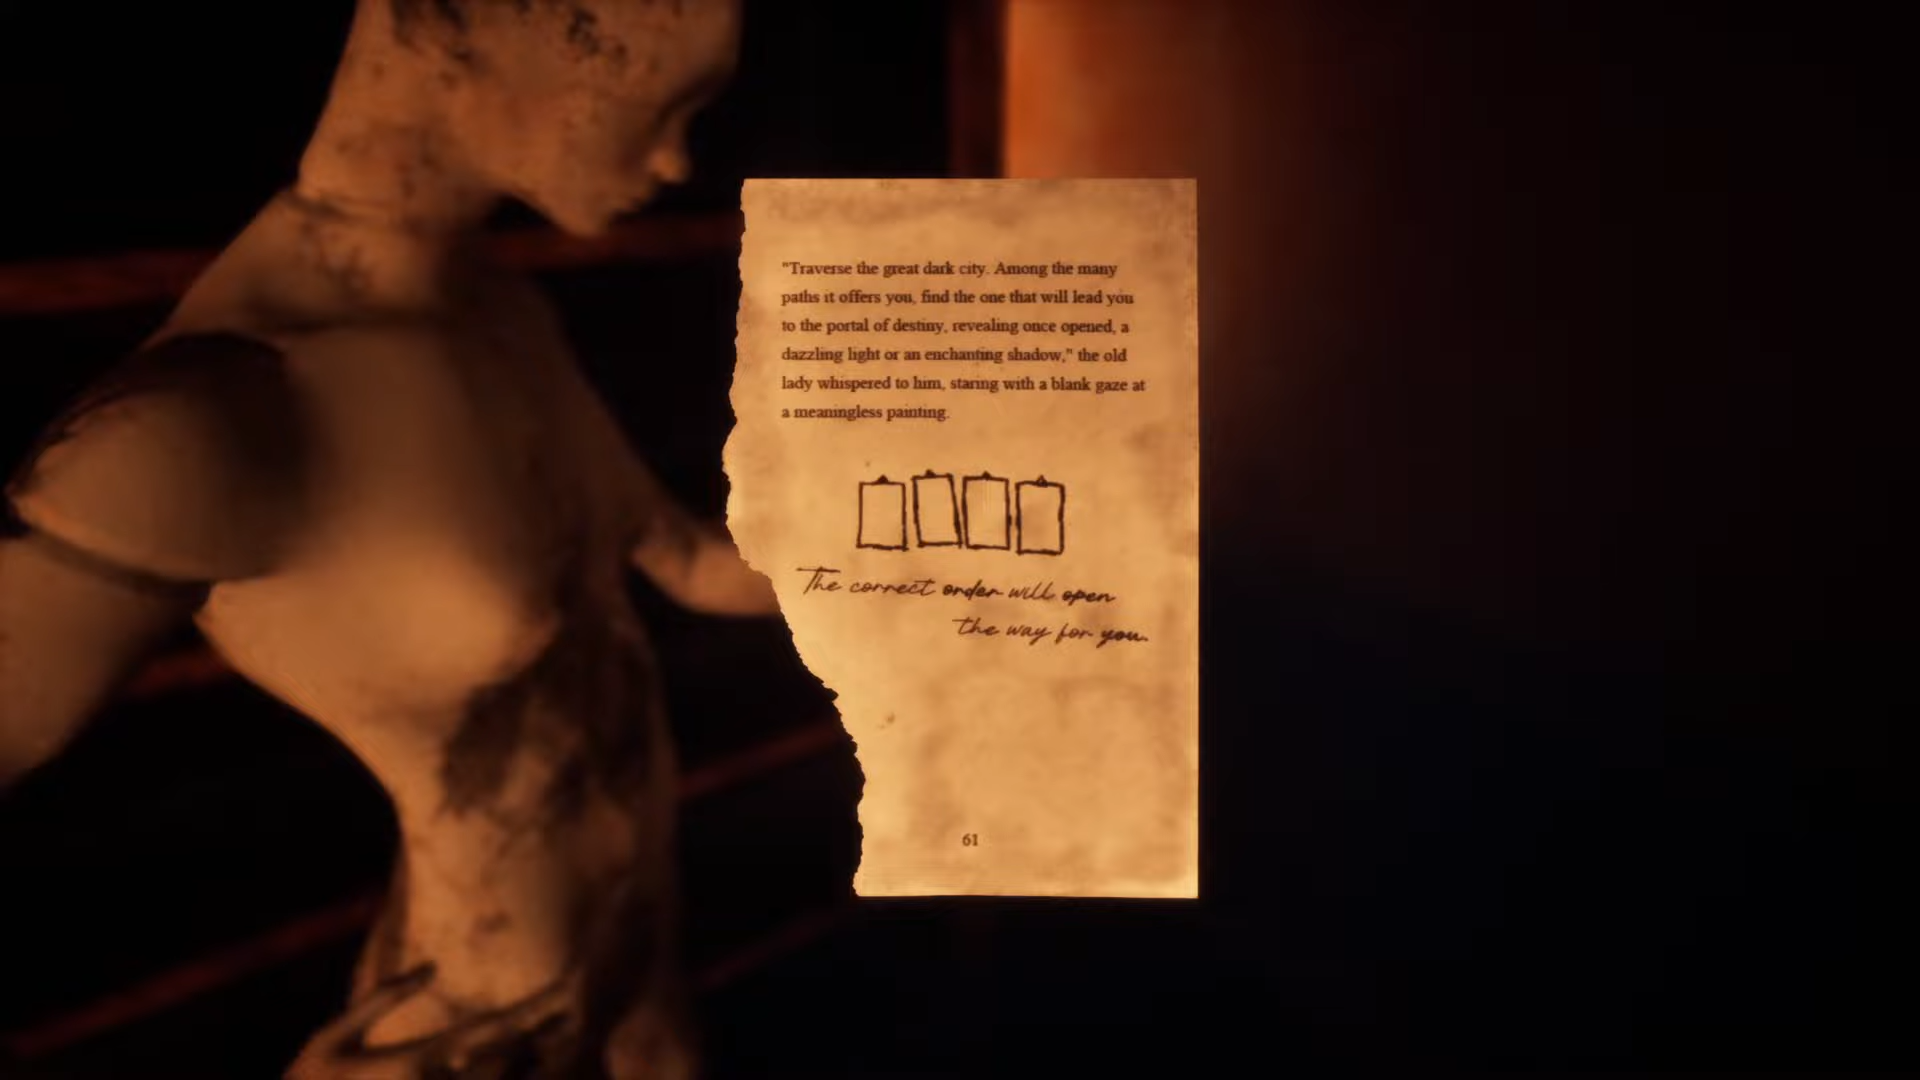 "Traverse the great dark city. Among the many
paths it offers you, find the one that will lead you
to the portal of destiny, revealing once opened, a
dazzling light or an enchanting shadow," the old
lady whispered to him, staring with a blank gaze at
a meaningless painting.
The correct order will open
the way for you.
61